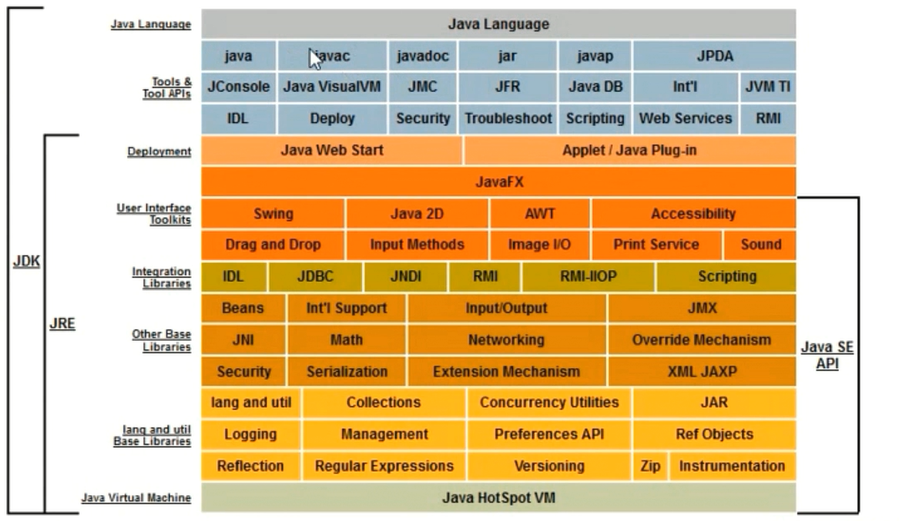 Java Language Java Language
java javac javadoc jar javap JPDA
Tools &
Tool APIs
JConsole Java VisualVM JMC JFR Java DB Int'l JVM TI
IDL Deploy Security Troubleshoot Scripting Web Services RMI
Deployment Java Web Start Applet / Java Plug-in
JavaFX
User Interface
Toolkits
Swing Java 2D AWT Accessibility
Drag and Drop Input Methods Image I/O Print Service Sound
JDK
Integration
Libraries
IDL JDBC JNDI RMI RMI-IIOP Scripting
Beans Int'l Support Input/Output JMX
JRE
Other Base
Libraries
JNI Math Networking Override Mechanism
Java SE
API
Security Serialization Extension Mechanism XML JAXP
lang and util Collections Concurrency Utilities JAR
lang and util
Base Libraries
Logging Management Preferences API Ref Objects
Reflection Regular Expressions Versioning Zip Instrumentation
Java Virtual Machine Java HotSpot VM